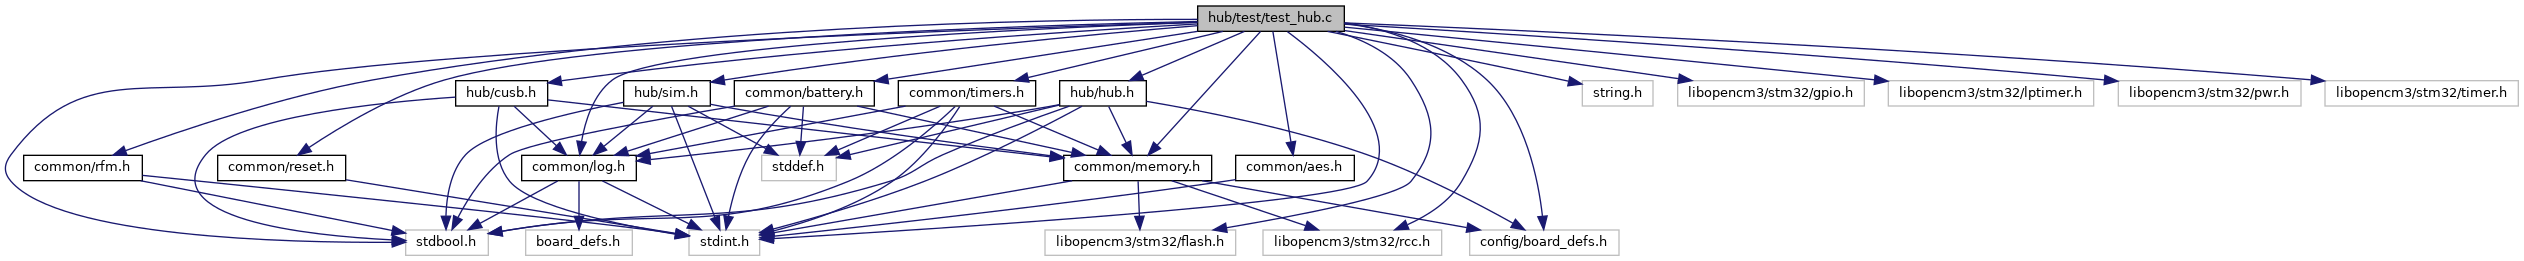 hub/test/test_hub.c
hub/cusb.h
hub/sim.h
common/battery.h
common/timers.h
hub/hub.h
string.h
libopencm3/stm32/gpio.h
libopencm3/stm32/lptimer.h
libopencm3/stm32/pwr.h
libopencm3/stm32/timer.h
common/rfm.h
common/reset.h
common/log.h
stddef.h
common/memory.h
common/aes.h
stdbool.h
board_defs.h
stdint.h
libopencm3/stm32/flash.h
libopencm3/stm32/rcc.h
config/board_defs.h